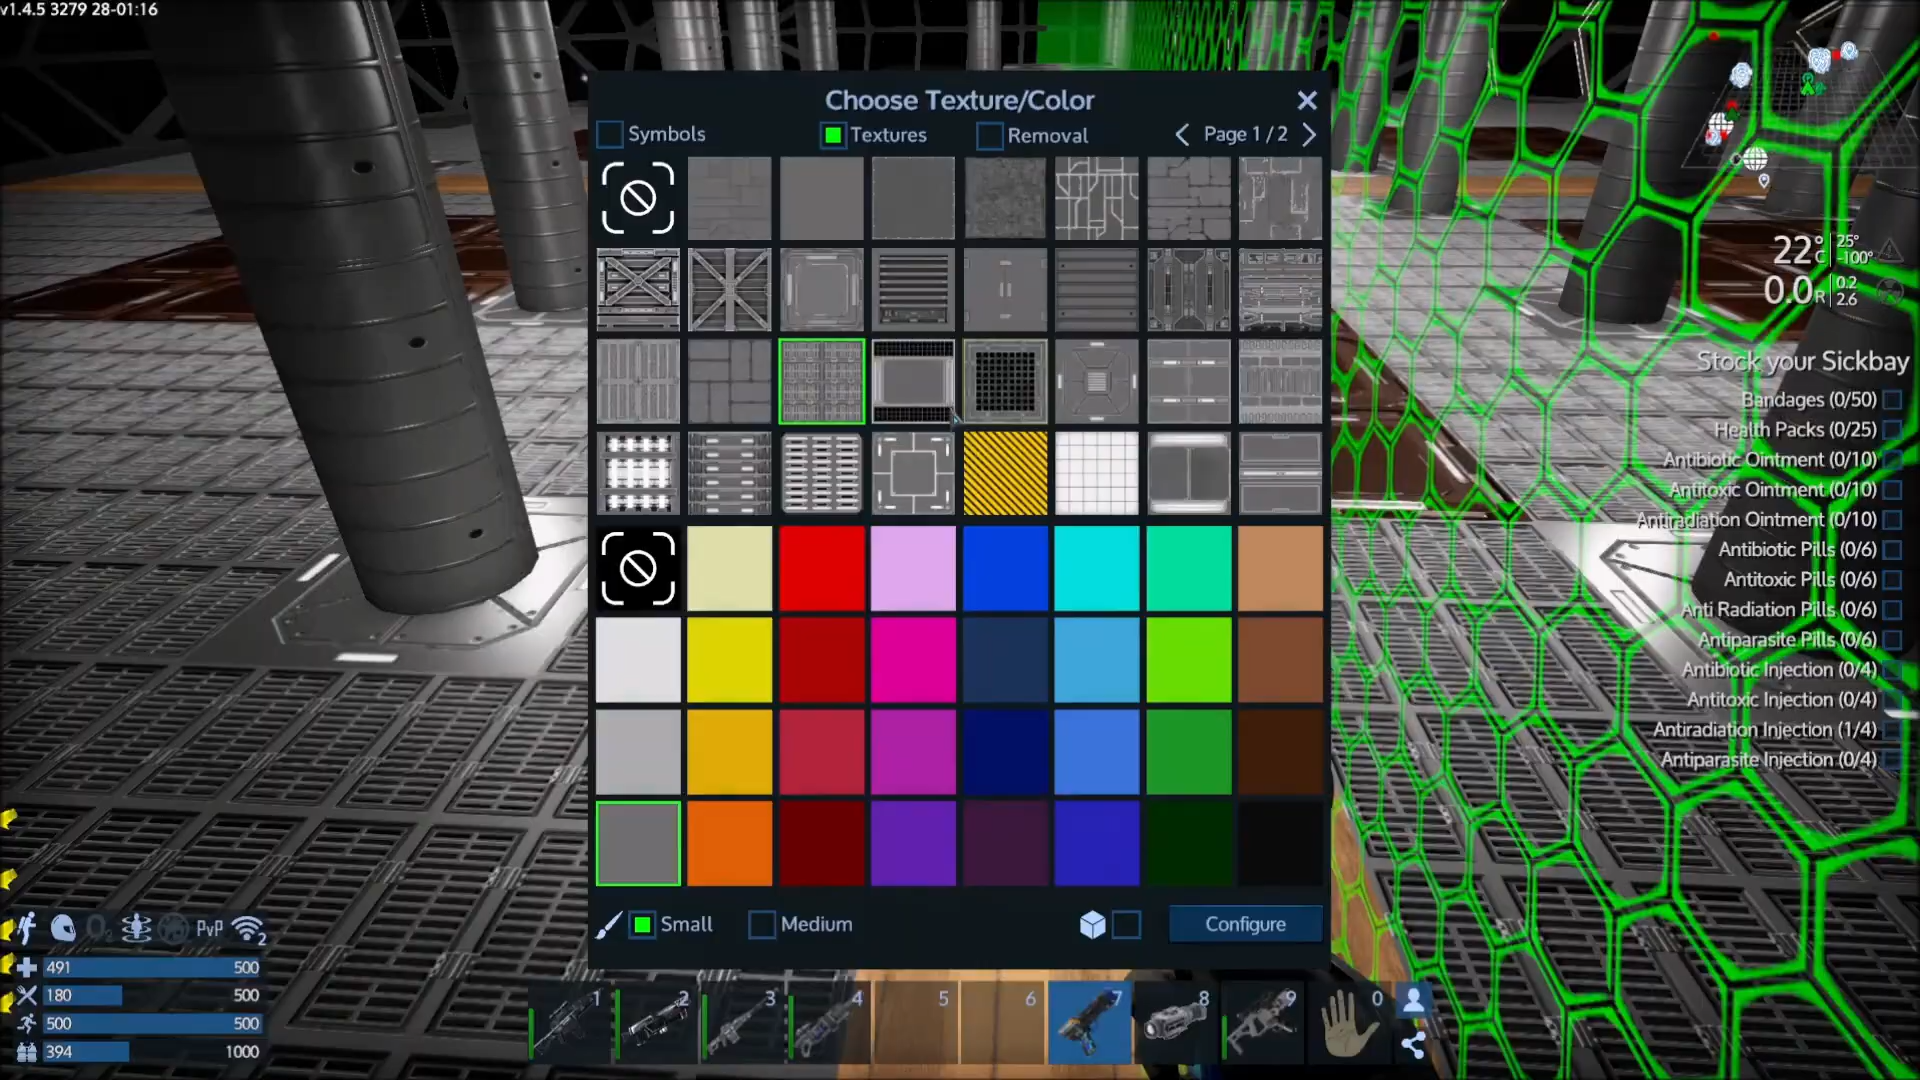 v1.4.5 3279 28-01:16
Choose Texture/Color
Symbols Textures Removal Page 1 / 2
22°C 25° -100°
0.0R 0.2 2.6
Stock your Sickbay
Bandages (0/50)
Health Packs (0/25)
Antibiotic Ointment (0/10)
Antitoxic Ointment (0/10)
Antiradiation Ointment (0/10)
Antibiotic Pills (0/6)
Antitoxic Pills (0/6)
Anti Radiation Pills (0/6)
Antiparasite Pills (0/6)
Antibiotic Injection (0/4)
Antitoxic Injection (0/4)
Antiradiation Injection (1/4)
Antiparasite Injection (0/4)
Small Medium Configure
O2 PvP 2
491 500
180 500
500 500
394 1000
1 2 3 4 5 6 7 8 9 0